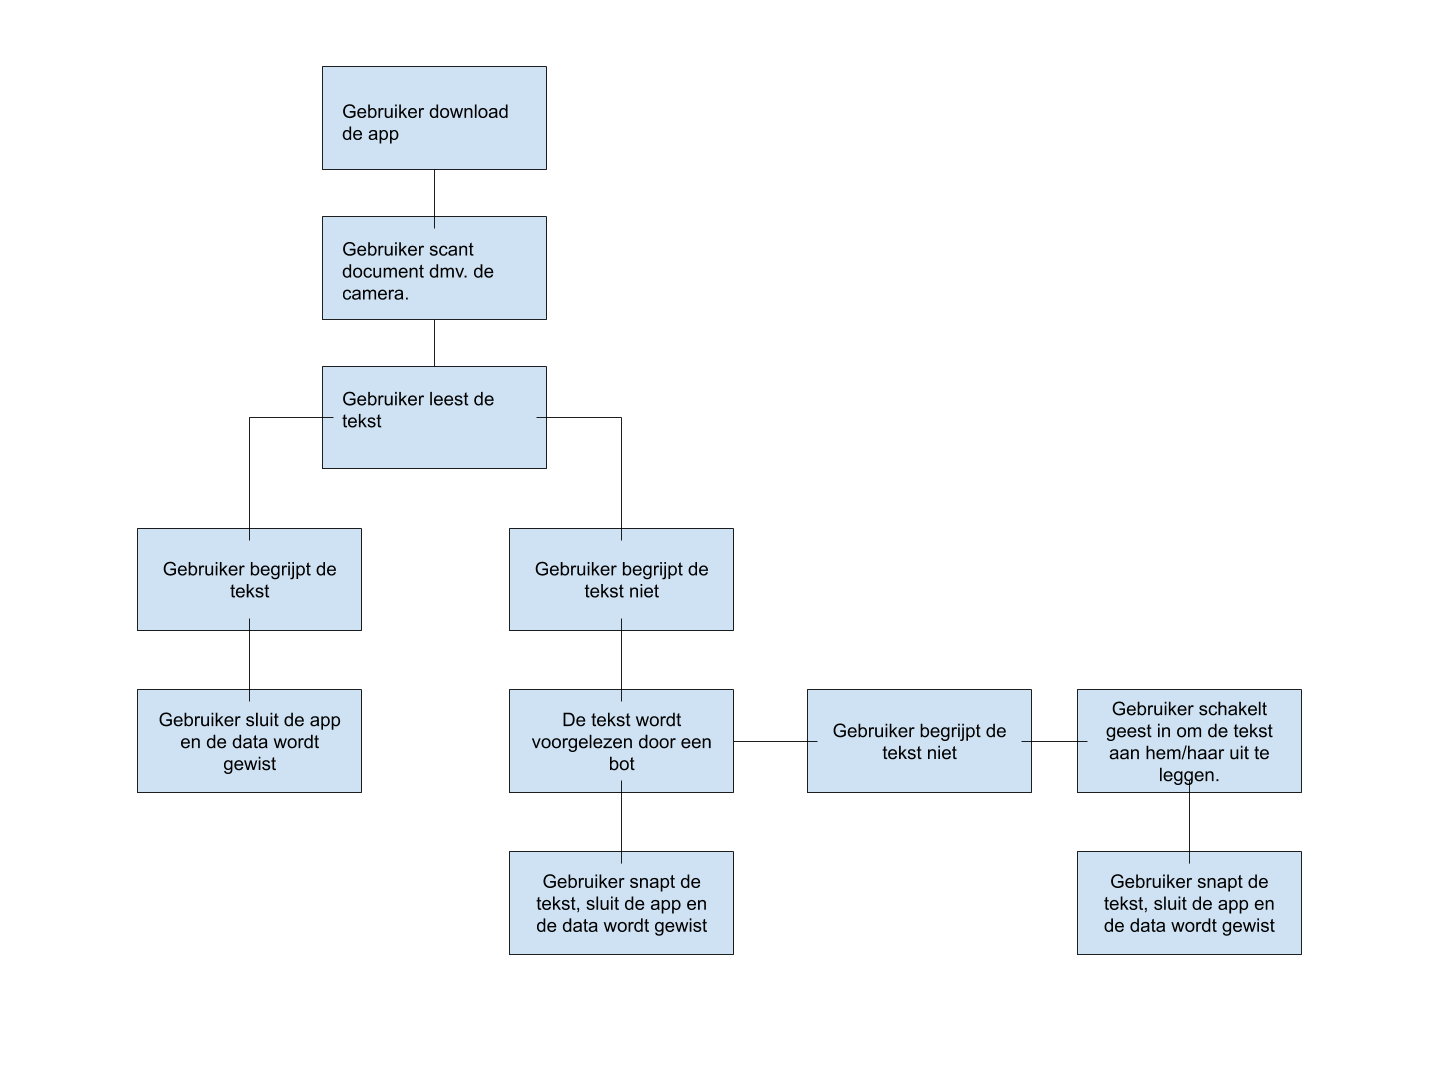 Gebruiker download
de app
Gebruiker scant
document dmv. de
camera.
Gebruiker leest de
tekst
Gebruiker begrijpt de
tekst
Gebruiker begrijpt de
tekst niet
Gebruiker sluit de app
en de data wordt
gewist
De tekst wordt
voorgelezen door een
bot
Gebruiker begrijpt de
tekst niet
Gebruiker schakelt
geest in om de tekst
aan hem/haar uit te
leggen.
Gebruiker snapt de
tekst, sluit de app en
de data wordt gewist
Gebruiker snapt de
tekst, sluit de app en
de data wordt gewist